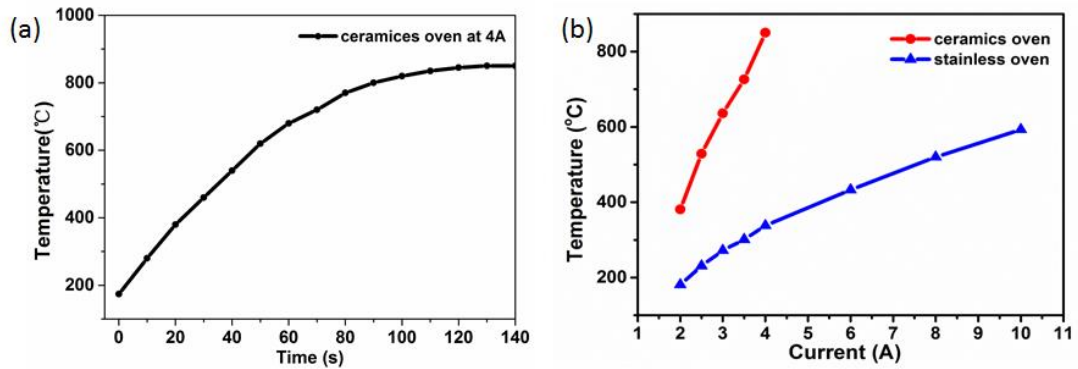 (a)
1000
800
600
400
200
Temperature(℃)
ceramices oven at 4A
0 20 40 60 80 100 120 140
Time (s)
(b)
800
600
400
200
Temperature (°C)
ceramics oven
stainless oven
1 2 3 4 5 6 7 8 9 10 11
Current (A)